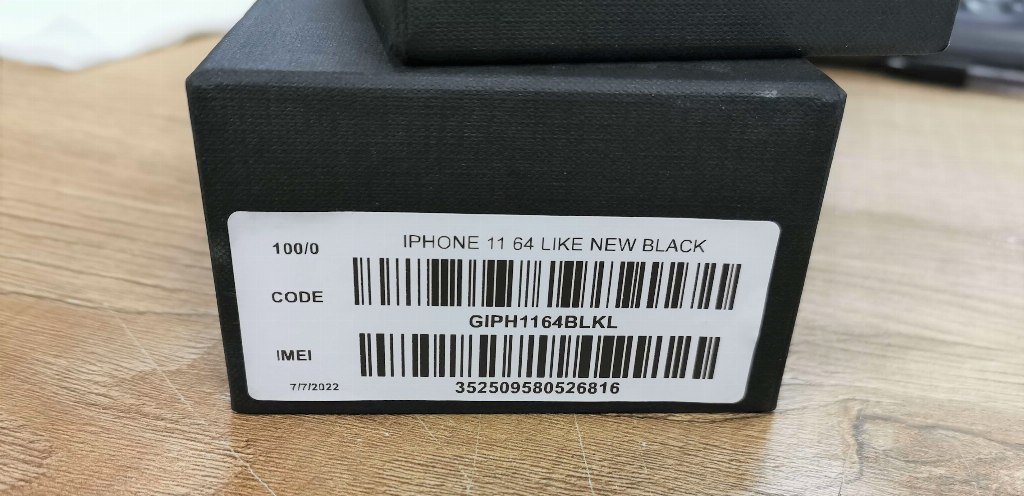 100/0 IPHONE 11 64 LIKE NEW BLACK
CODE
GIPH1164BLKL
IMEI
7/7/2022 352509580526816